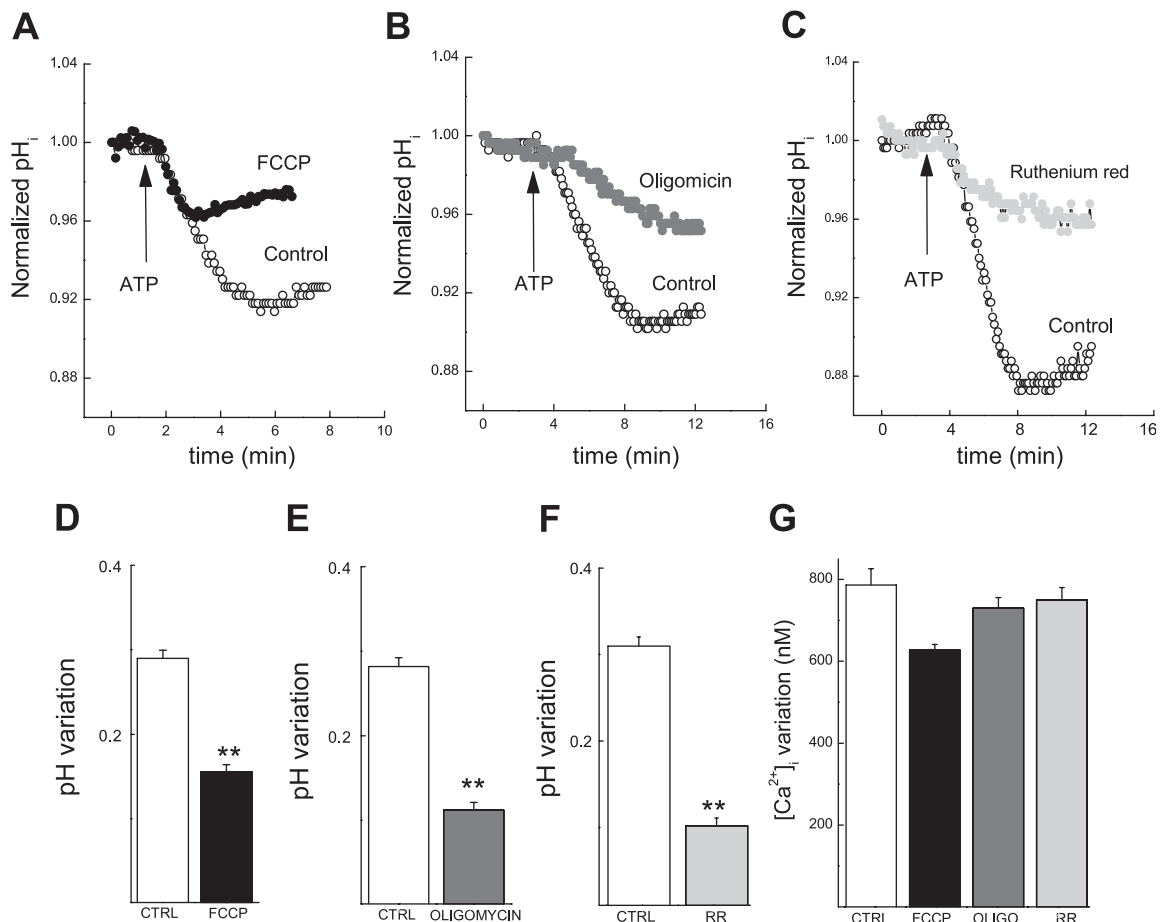 A
B
C
1.04
1.00
0.96
0.92
0.88
Normalized pHi
FCCP
Control
ATP
0 2 4 6 8 10
time (min)
1.04
1.00
0.96
0.92
0.88
Normalized pHi
Oligomicin
Control
ATP
0 4 8 12 16
time (min)
1.04
1.00
0.96
0.92
0.88
Normalized pHi
Ruthenium red
Control
ATP
0 4 8 12 16
time (min)
D
E
F
G
0.4
0.2
pH variation
**
CTRL FCCP
0.4
0.2
pH variation
**
CTRL OLIGOMYCIN
0.4
0.2
pH variation
**
CTRL RR
800
600
400
200
[Ca2+]i variation (nM)
CTRL FCCP OLIGO iRR